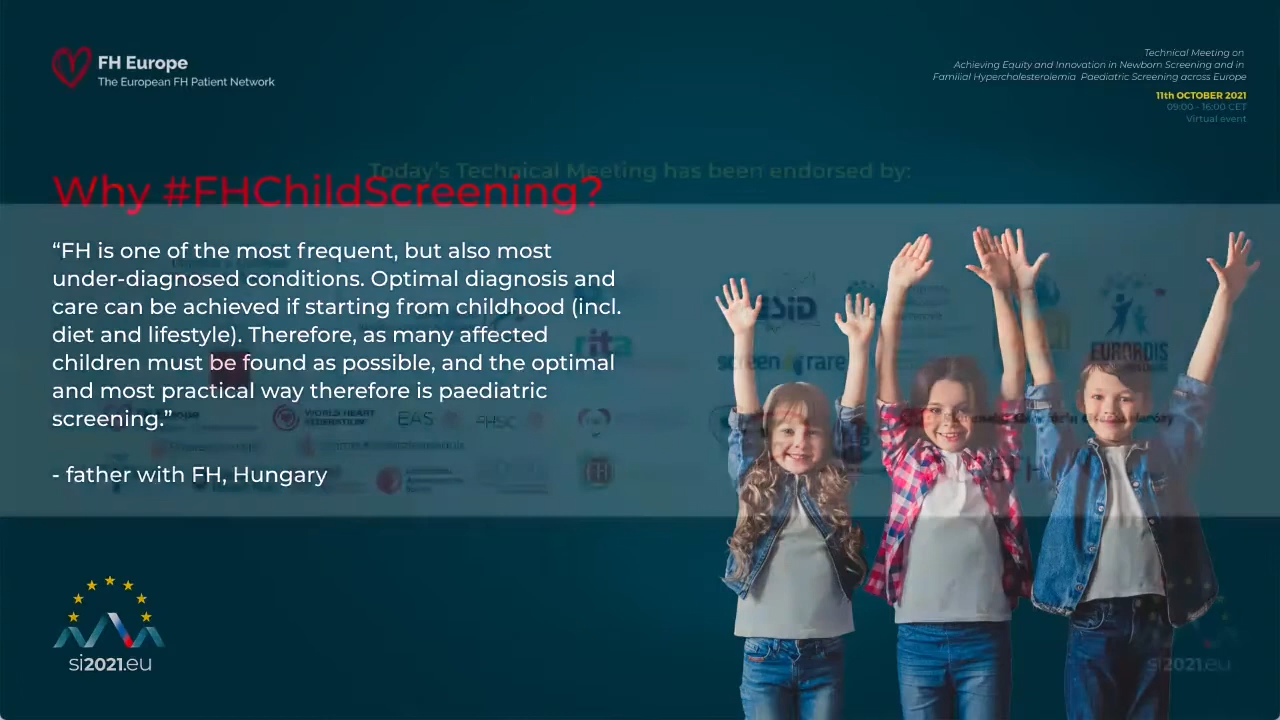 FH Europe
The European FH Patient Network
Technical Meeting on
Achieving Equity and Innovation in Newborn Screening and in
Familial Hypercholesterolemia Paediatric Screening across Europe
11th OCTOBER 2021
09:00 - 16:00 CET
Virtual event
Today's Technical Meeting has been endorsed by:
Why #FHChildScreening?
“FH is one of the most frequent, but also most
under-diagnosed conditions. Optimal diagnosis and
care can be achieved if starting from childhood (incl.
diet and lifestyle). Therefore, as many affected
children must be found as possible, and the optimal
and most practical way therefore is paediatric
screening.”
- father with FH, Hungary
rita
screen rare
EURORDIS
WORLD HEART
FEDERATION
EAS
si2021.eu
si2021.eu